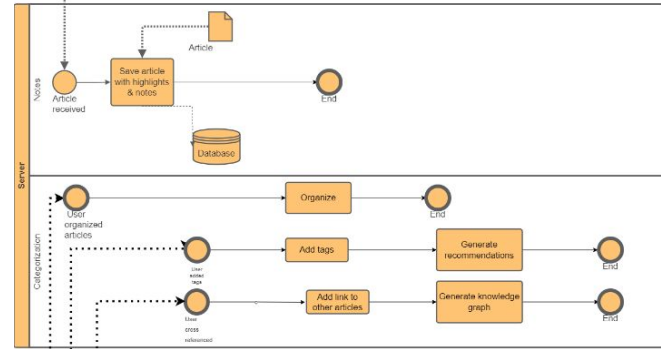 Server
Notes
Article
Save article
with highlights
& notes
Article
received
End
Database
Categorization
User
organized
articles
Organize
End
User
added
tags
Add tags
Generate
recommendations
End
User
cross
referenced
Add link to
other articles
Generate knowledge
graph
End